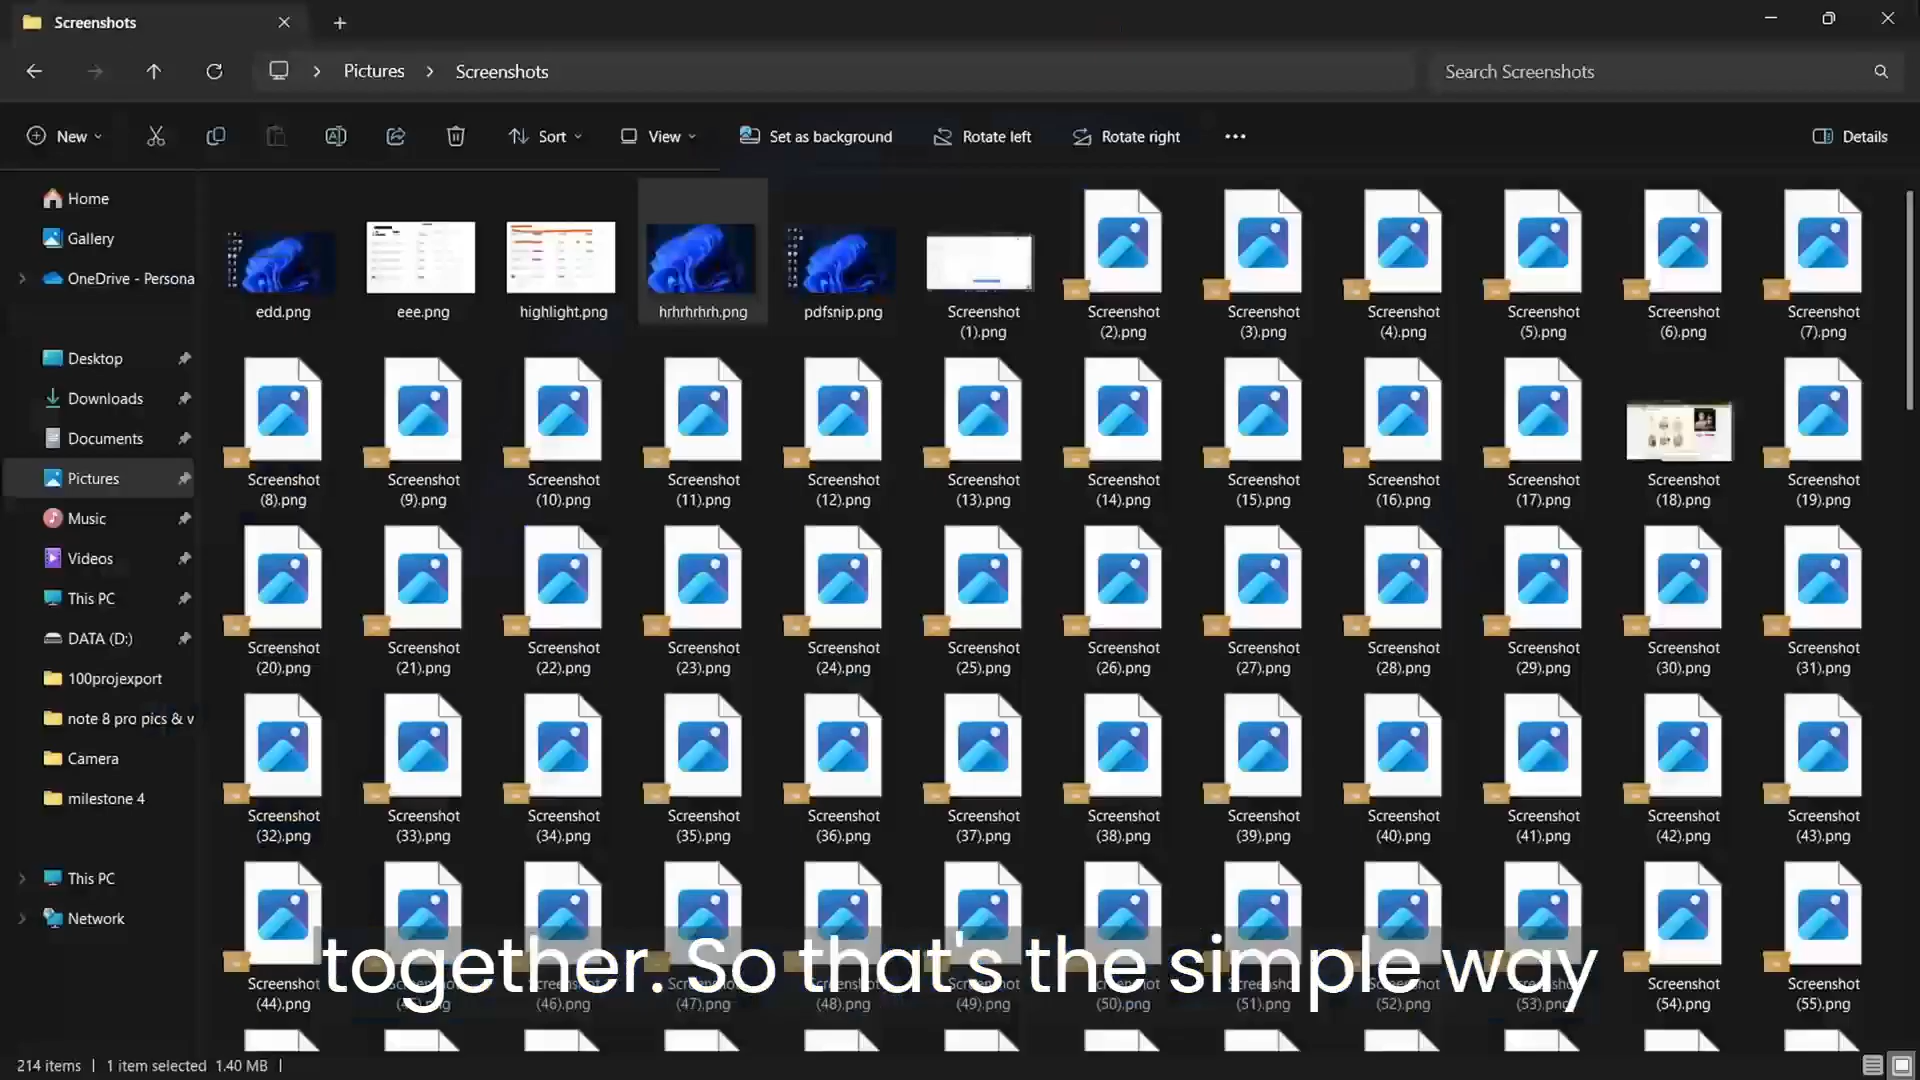 Screenshots
Pictures
Screenshots
Search Screenshots
New
Sort
View
Set as background
Rotate left
Rotate right
Details
Home
Gallery
OneDrive - Persona
Desktop
Downloads
Documents
Pictures
Music
Videos
This PC
DATA (D:)
100projexport
note 8 pro pics & v
Camera
milestone 4
This PC
Network
edd.png
eee.png
highlight.png
hrhrhrhrh.png
pdfsnip.png
Screenshot
(1).png
Screenshot
(2).png
Screenshot
(3).png
Screenshot
(4).png
Screenshot
(5).png
Screenshot
(6).png
Screenshot
(7).png
Screenshot
(8).png
Screenshot
(9).png
Screenshot
(10).png
Screenshot
(11).png
Screenshot
(12).png
Screenshot
(13).png
Screenshot
(14).png
Screenshot
(15).png
Screenshot
(16).png
Screenshot
(17).png
Screenshot
(18).png
Screenshot
(19).png
Screenshot
(20).png
Screenshot
(21).png
Screenshot
(22).png
Screenshot
(23).png
Screenshot
(24).png
Screenshot
(25).png
Screenshot
(26).png
Screenshot
(27).png
Screenshot
(28).png
Screenshot
(29).png
Screenshot
(30).png
Screenshot
(31).png
Screenshot
(32).png
Screenshot
(33).png
Screenshot
(34).png
Screenshot
(35).png
Screenshot
(36).png
Screenshot
(37).png
Screenshot
(38).png
Screenshot
(39).png
Screenshot
(40).png
Screenshot
(41).png
Screenshot
(42).png
Screenshot
(43).png
Screenshot
(44).png
(46).png
(47).png
(48).png
(49).png
(50).png
(51).png
(52).png
(53).png
Screenshot
(54).png
Screenshot
(55).png
together. So that's the simple way
214 items
1 item selected 1.40 MB